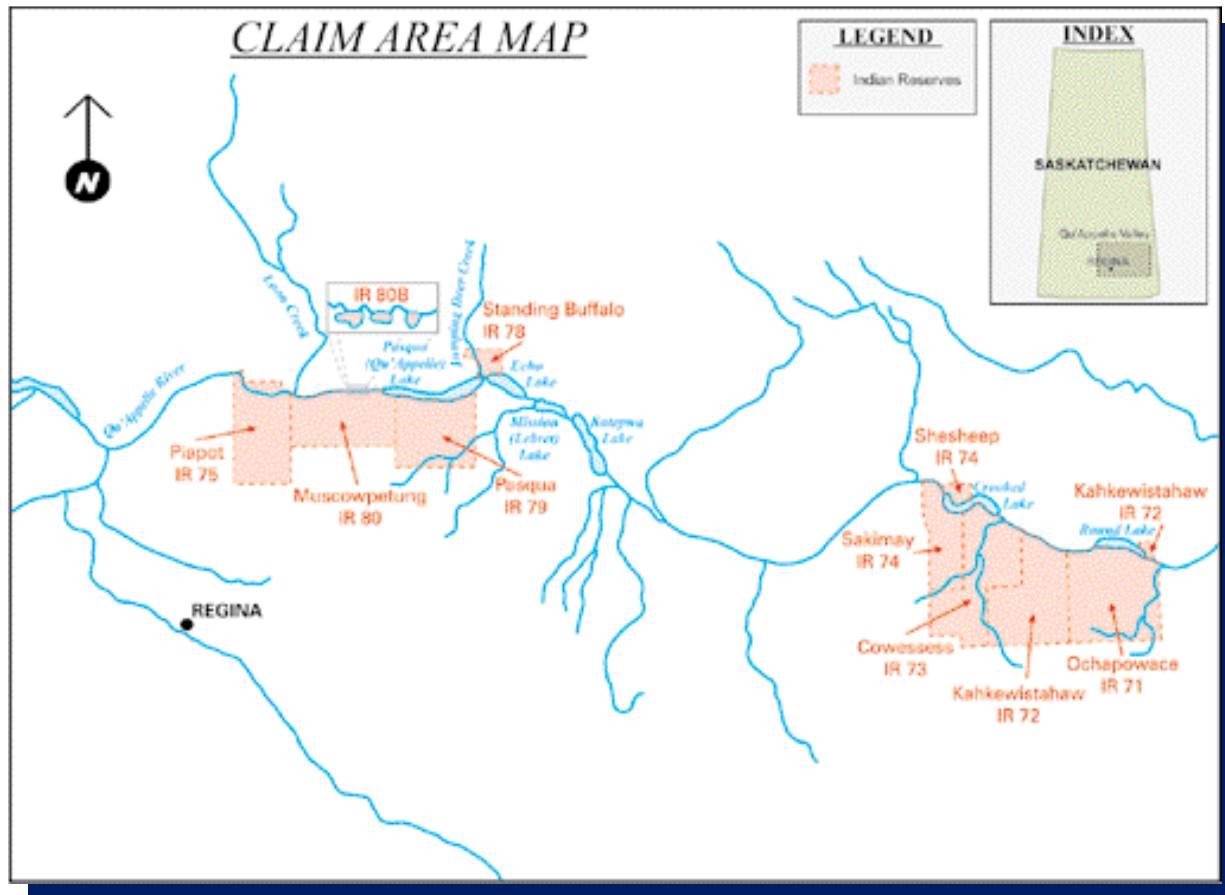 CLAIM AREA MAP
LEGEND
Indian Reserves
INDEX
SASKATCHEWAN
Qu'Appelle Valley
REGINA
N
Loon Creek
IR 80B
Jumping Deer Creek
Standing Buffalo
IR 78
Pasqua
(Qu'Appelle)
Lake
Echo
Lake
Qu'Appelle River
Mission
(Lebret)
Lake
Katepwa
Lake
Piapot
IR 75
Muscowpetung
IR 80
Pasqua
IR 79
REGINA
Shesheep
IR 74
Crooked
Lake
Kahkewistahaw
IR 72
Round Lake
Sakimay
IR 74
Cowessess
IR 73
Kahkewistahaw
IR 72
Ochapowace
IR 71